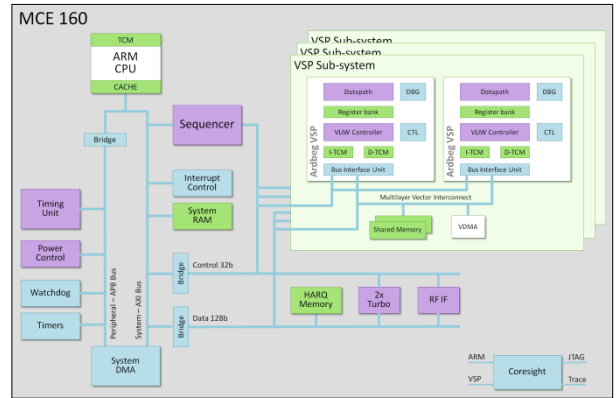 MCE 160
TCM
ARM
CPU
CACHE
Bridge
Sequencer
Interrupt
Control
System
RAM
Timing
Unit
Power
Control
Watchdog
Timers
Peripheral – APB Bus
System – AXI Bus
System
DMA
Bridge
Control 32b
Bridge
Data 128b
VSP Sub-system
VSP Sub-system
VSP Sub-system
Ardbeg VSP
Datapath
DBG
Register bank
VLIW Controller
CTL
I-TCM
D-TCM
Bus Interface Unit
Ardbeg VSP
Datapath
DBG
Register bank
VLIW Controller
CTL
I-TCM
D-TCM
Bus Interface Unit
Multilayer Vector Interconnect
Shared Memory
VDMA
HARQ
Memory
2x
Turbo
RF IF
ARM
VSP
Coresight
JTAG
Trace